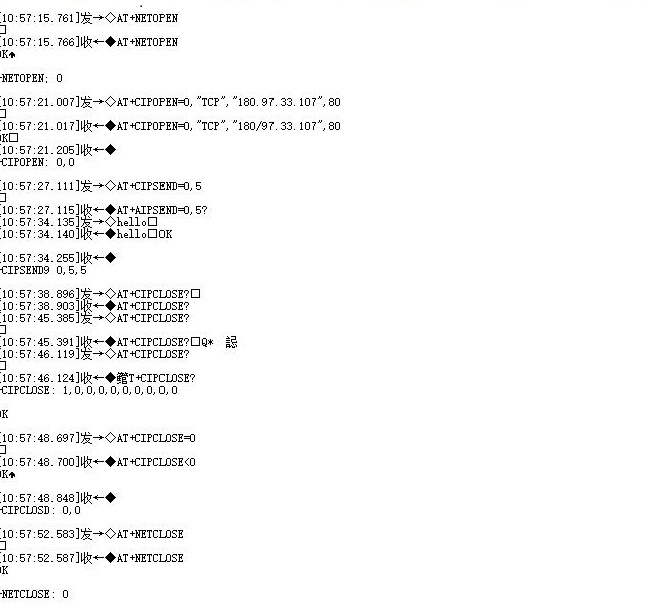 [10:57:15.761]发→◇AT+NETOPEN
□
[10:57:15.766]收←◆AT+NETOPEN
OK♠
+NETOPEN; 0
[10:57:21.007]发→◇AT+CIPOPEN=0,"TCP","180.97.33.107",80
□
[10:57:21.017]收←◆AT+CIPOPEN=0,"TCP","180/97.33.107",80
OK□
[10:57:21.205]收←◆
+CIPOPEN: 0,0
[10:57:27.111]发→◇AT+CIPSEND=0,5
□
[10:57:27.115]收←◆AT+AIPSEND=0,5?
[10:57:34.135]发→◇hello□
[10:57:34.140]收←◆hello□OK
[10:57:34.255]收←◆
+CIPSEND9 0,5,5
[10:57:38.896]发→◇AT+CIPCLOSE?□
[10:57:38.903]收←◆AT+CIPCLOSE?
[10:57:45.385]发→◇AT+CIPCLOSE?
□
[10:57:45.391]收←◆AT+CIPCLOSE?□Q*
[10:57:46.119]发→◇AT+CIPCLOSE?
□
[10:57:46.124]收←◆T+CIPCLOSE?
+CIPCLOSE: 1,0,0,0,0,0,0,0,0,0
OK
[10:57:48.697]发→◇AT+CIPCLOSE=0
□
[10:57:48.700]收←◆AT+CIPCLOSE<0
OK♠
[10:57:48.848]收←◆
+CIPCLOSD: 0,0
[10:57:52.583]发→◇AT+NETCLOSE
□
[10:57:52.587]收←◆AT+NETCLOSE
OK
+NETCLOSE: 0